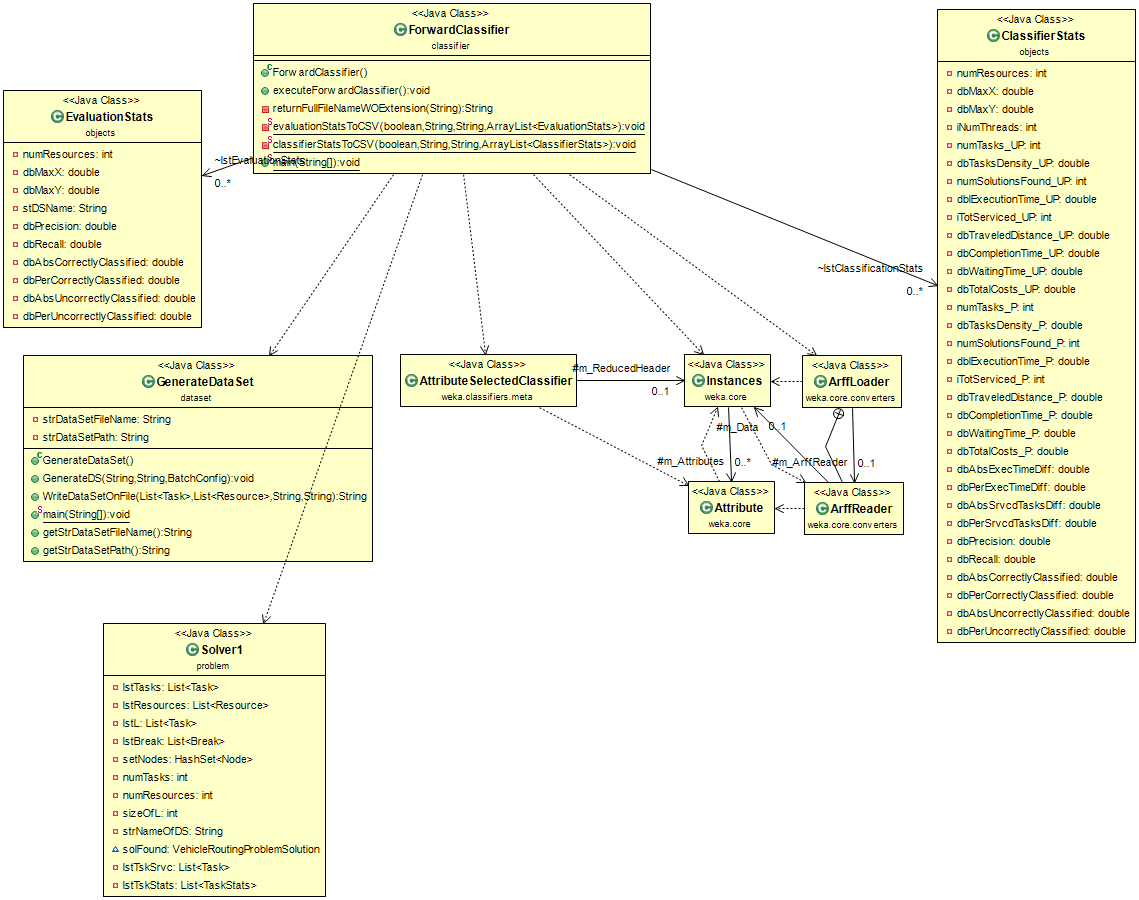 <<Java Class>>
ForwardClassifier
classifier
ForwardClassifier()
executeForwardClassifier():void
returnFullFileNameWOExtension(String):String
evaluationStatsToCSV(boolean,String,String,ArrayList<EvaluationStats>):void
classifierStatsToCSV(boolean,String,String,ArrayList<ClassifierStats>):void
main(String[]):void
<<Java Class>>
EvaluationStats
objects
numResources: int
dbMaxX: double
dbMaxY: double
stDSName: String
dbPrecision: double
dbRecall: double
dbAbsCorrectlyClassified: double
dbPerCorrectlyClassified: double
dbAbsUncorrectlyClassified: double
dbPerUncorrectlyClassified: double
~lstEvaluationStats
0..*
<<Java Class>>
ClassifierStats
objects
numResources: int
dbMaxX: double
dbMaxY: double
iNumThreads: int
numTasks_UP: int
dbTasksDensity_UP: double
numSolutionsFound_UP: int
dblExecutionTime_UP: double
iTotServiced_UP: int
dbTraveledDistance_UP: double
dbCompletionTime_UP: double
dbWaitingTime_UP: double
dbTotalCosts_UP: double
numTasks_P: int
dbTasksDensity_P: double
numSolutionsFound_P: int
dblExecutionTime_P: double
iTotServiced_P: int
dbTraveledDistance_P: double
dbCompletionTime_P: double
dbWaitingTime_P: double
dbTotalCosts_P: double
dbAbsExecTimeDiff: double
dbPerExecTimeDiff: double
dbAbsSrvcdTasksDiff: double
dbPerSrvcdTasksDiff: double
dbPrecision: double
dbRecall: double
dbAbsCorrectlyClassified: double
dbPerCorrectlyClassified: double
dbAbsUncorrectlyClassified: double
dbPerUncorrectlyClassified: double
~lstClassificationStats
0..*
<<Java Class>>
GenerateDataSet
dataset
strDataSetFileName: String
strDataSetPath: String
GenerateDataSet()
GenerateDS(String,String,BatchConfig):void
WriteDataSetOnFile(List<Task>,List<Resource>,String,String):String
main(String[]):void
getStrDataSetFileName():String
getStrDataSetPath():String
<<Java Class>>
AttributeSelectedClassifier
weka.classifiers.meta
#m_ReducedHeader
0..1
<<Java Class>>
Instances
weka.core
<<Java Class>>
ArffLoader
weka.core.converters
#m_Data
0..1
#m_Attributes
0..*
#m_ArffReader
0..1
<<Java Class>>
Attribute
weka.core
<<Java Class>>
ArffReader
weka.core.converters
<<Java Class>>
Solver1
problem
lstTasks: List<Task>
lstResources: List<Resource>
lstL: List<Task>
lstBreak: List<Break>
setNodes: HashSet<Node>
numTasks: int
numResources: int
sizeOfL: int
strNameOfDS: String
solFound: VehicleRoutingProblemSolution
lstTskSrvc: List<Task>
lstTskStats: List<TaskStats>